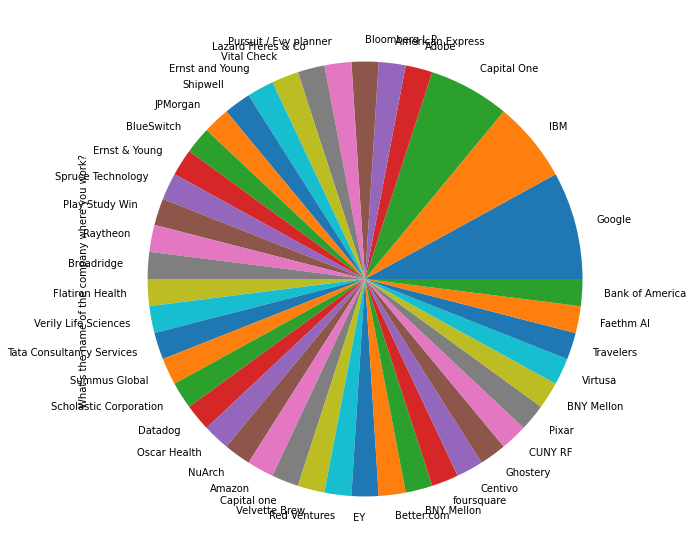 Pursuit / Evy planner
Bloomberg L.P.
American Express
Lazard Freres & Co
Adobe
Vital Check
Capital One
Ernst and Young
Shipwell
JPMorgan
IBM
BlueSwitch
Ernst & Young
Spruce Technology
Play Study Win
Google
Raytheon
Broadridge
What's the name of the company where you work?
Flatiron Health
Bank of America
Verily Life Sciences
Faethm AI
Tata Consultancy Services
Travelers
Summus Global
Virtusa
Scholastic Corporation
BNY Mellon
Datadog
Pixar
Oscar Health
CUNY RF
NuArch
Ghostery
Amazon
Centivo
Capital one
foursquare
Velvette Brew
BNY Mellon
Red Ventures
EY
Better.com